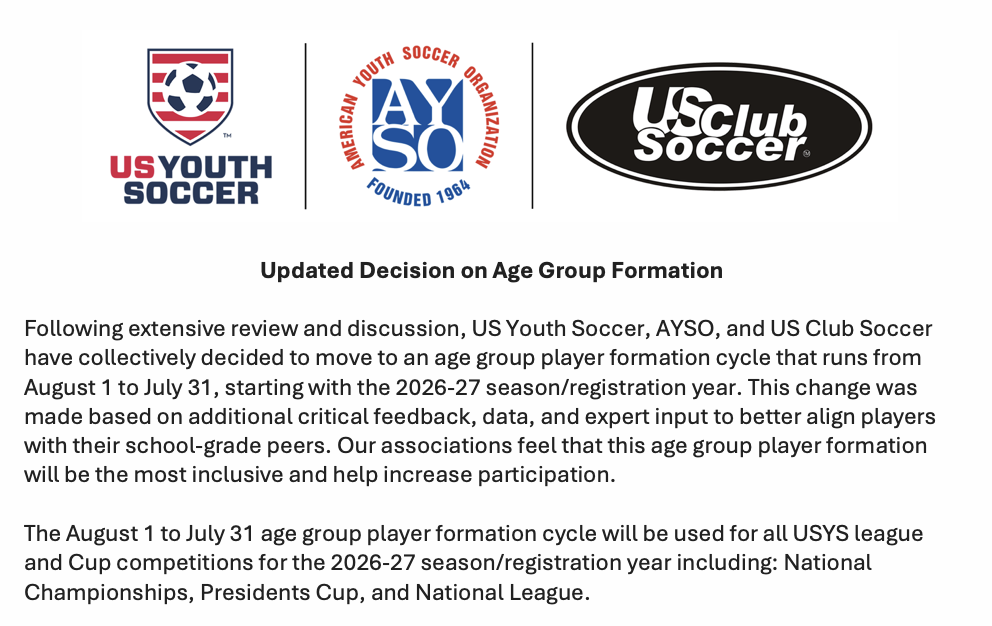 US YOUTH
SOCCER
TM
AMERICAN YOUTH SOCCER ORGANIZATION
AY
SO
FOUNDED 1964
US Club
Soccer
Updated Decision on Age Group Formation
Following extensive review and discussion, US Youth Soccer, AYSO, and US Club Soccer
have collectively decided to move to an age group player formation cycle that runs from
August 1 to July 31, starting with the 2026-27 season/registration year. This change was
made based on additional critical feedback, data, and expert input to better align players
with their school-grade peers. Our associations feel that this age group player formation
will be the most inclusive and help increase participation.
The August 1 to July 31 age group player formation cycle will be used for all USYS league
and Cup competitions for the 2026-27 season/registration year including: National
Championships, Presidents Cup, and National League.